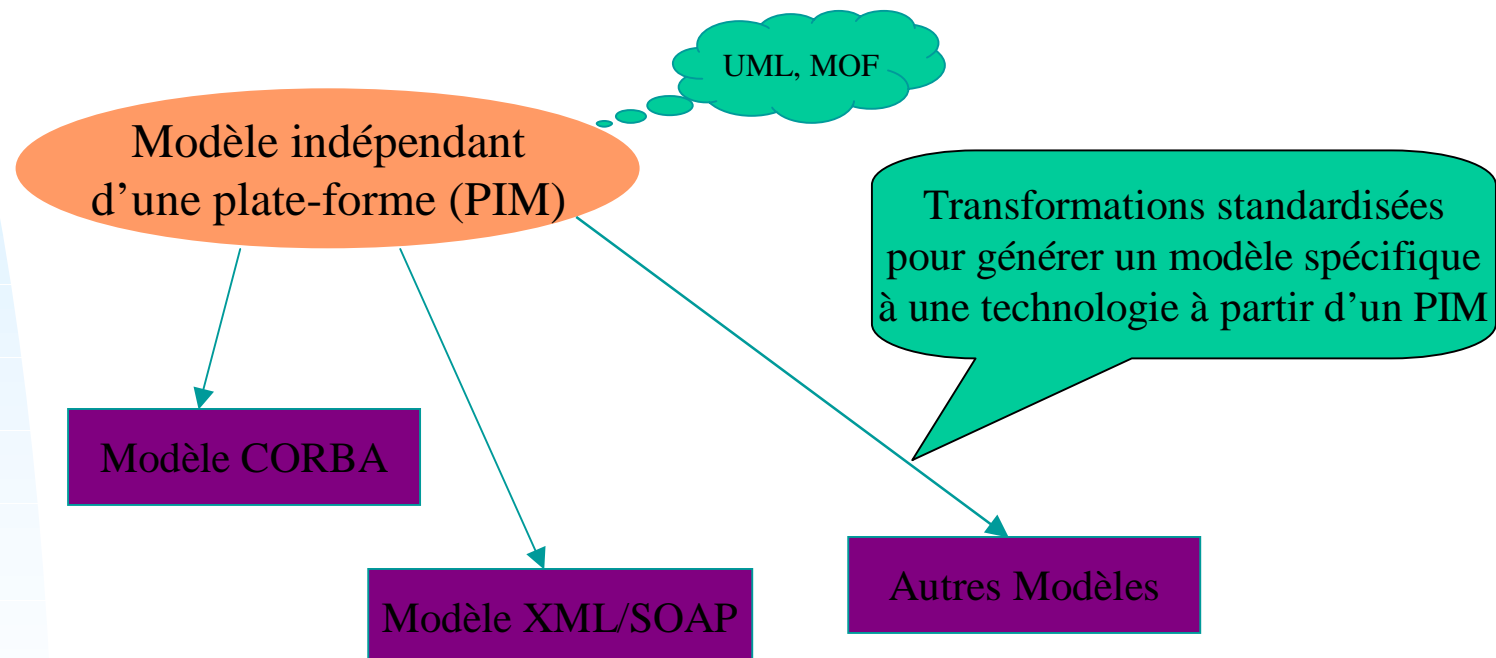 UML, MOF
Modèle indépendant
d’une plate-forme (PIM)
Transformations standardisées
pour générer un modèle spécifique
à une technologie à partir d’un PIM
Modèle CORBA
Modèle XML/SOAP
Autres Modèles